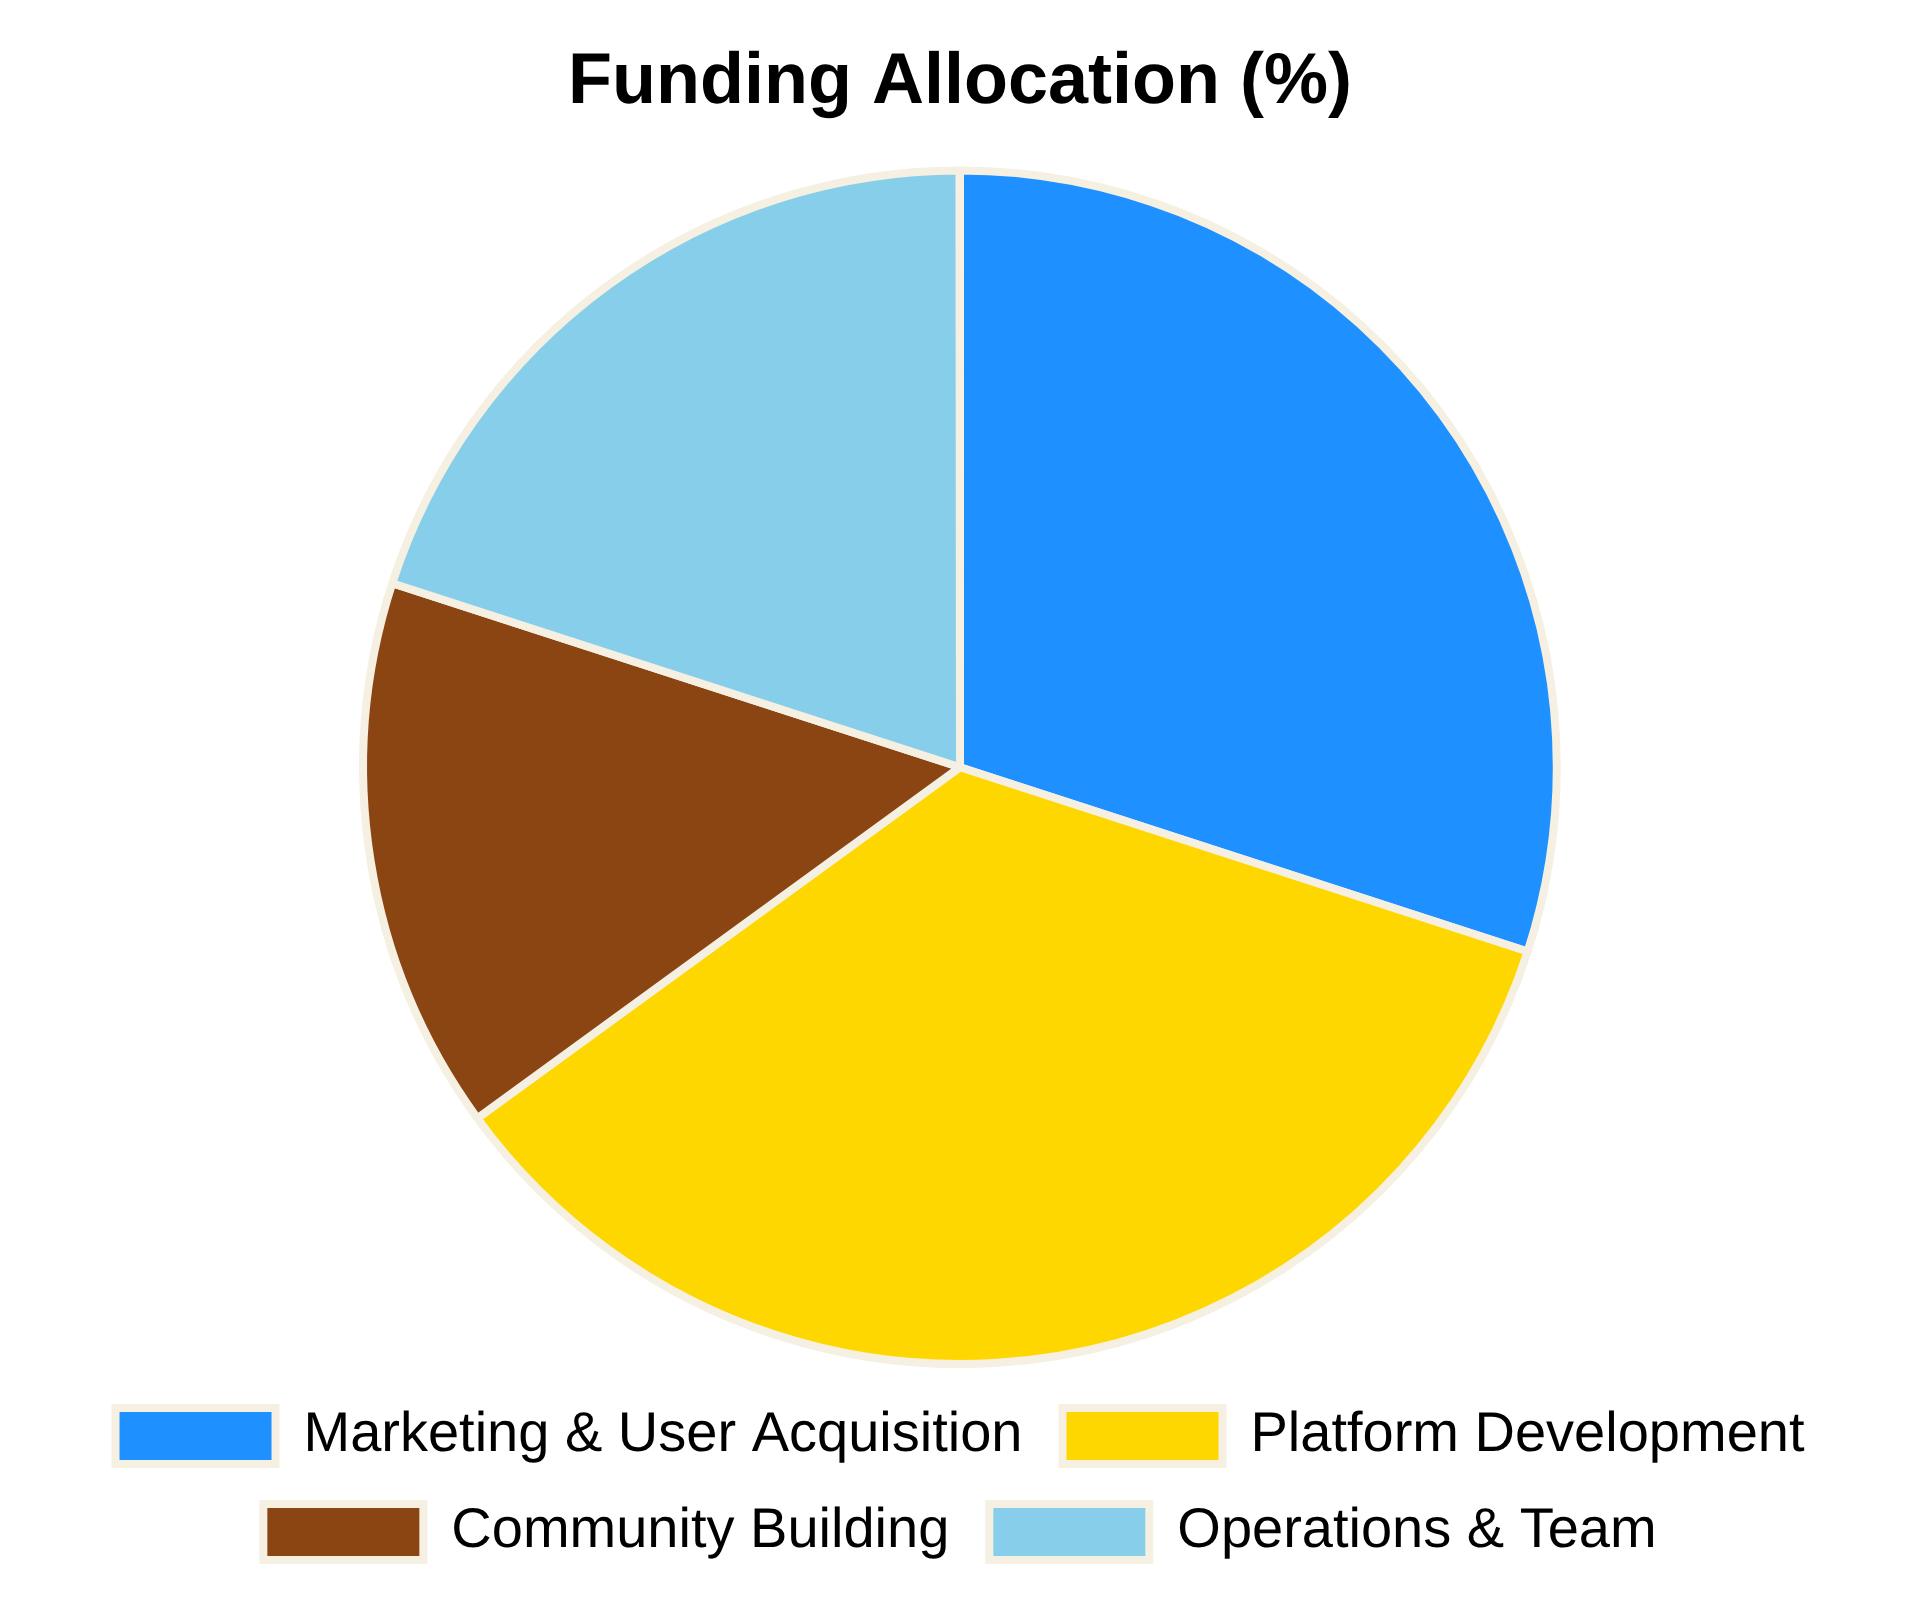 Funding Allocation (%)
Marketing & User Acquisition Platform Development
Community Building Operations & Team